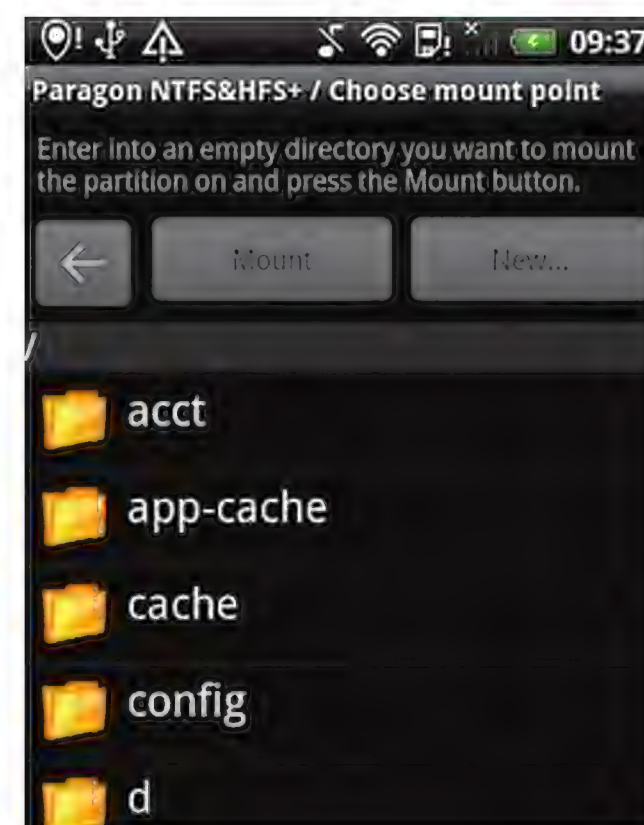 09:37
Paragon NTFS&HFS+ / Choose mount point
Enter into an empty directory you want to mount
the partition on and press the Mount button.
Mount New...
/
acct
app-cache
cache
config
d